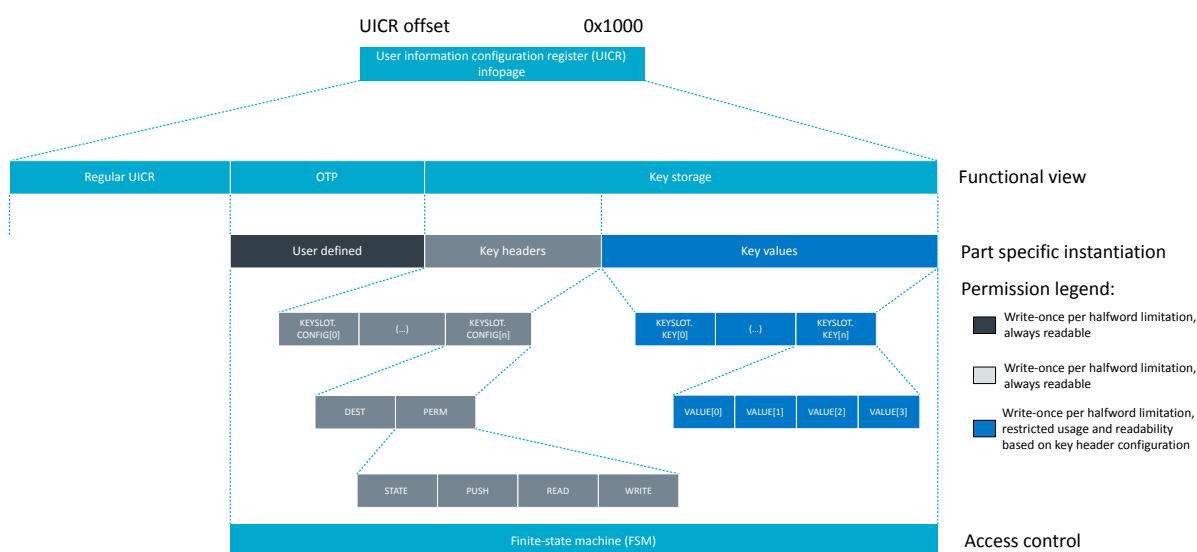 UICR offset 0x1000
User information configuration register (UICR)
infopage
Regular UICR OTP Key storage Functional view
User defined Key headers Key values Part specific instantiation
Permission legend:
Write-once per halfword limitation,
always readable
KEYSLOT.
CONFIG[0]
(...)
KEYSLOT.
CONFIG[n]
KEYSLOT.
KEY[0]
(...)
KEYSLOT.
KEY[n]
Write-once per halfword limitation,
always readable
DEST PERM VALUE[0] VALUE[1] VALUE[2] VALUE[3]
Write-once per halfword limitation,
restricted usage and readability
based on key header configuration
STATE PUSH READ WRITE
Finite-state machine (FSM) Access control